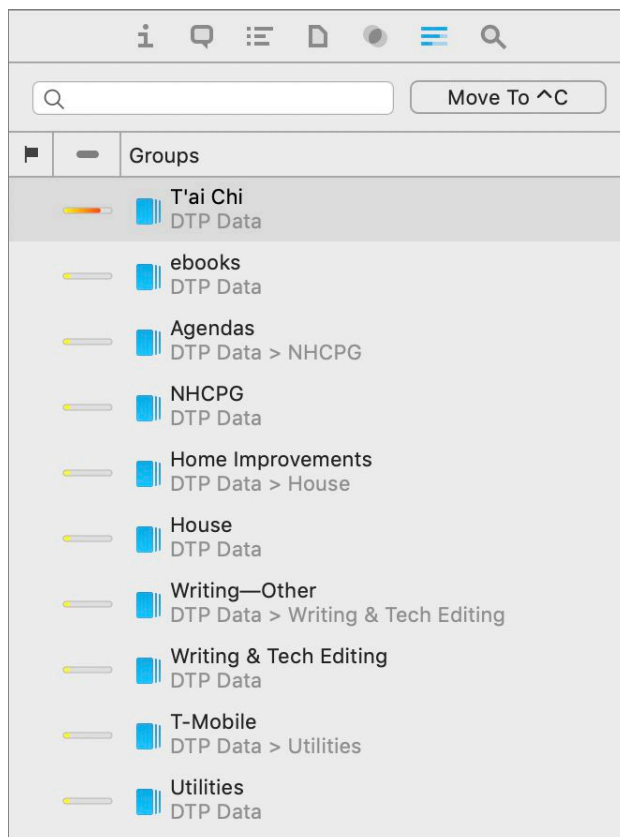 Move To ^C
Groups
T'ai Chi
DTP Data
ebooks
DTP Data
Agendas
DTP Data > NHCPG
NHCPG
DTP Data
Home Improvements
DTP Data > House
House
DTP Data
Writing—Other
DTP Data > Writing & Tech Editing
Writing & Tech Editing
DTP Data
T-Mobile
DTP Data > Utilities
Utilities
DTP Data